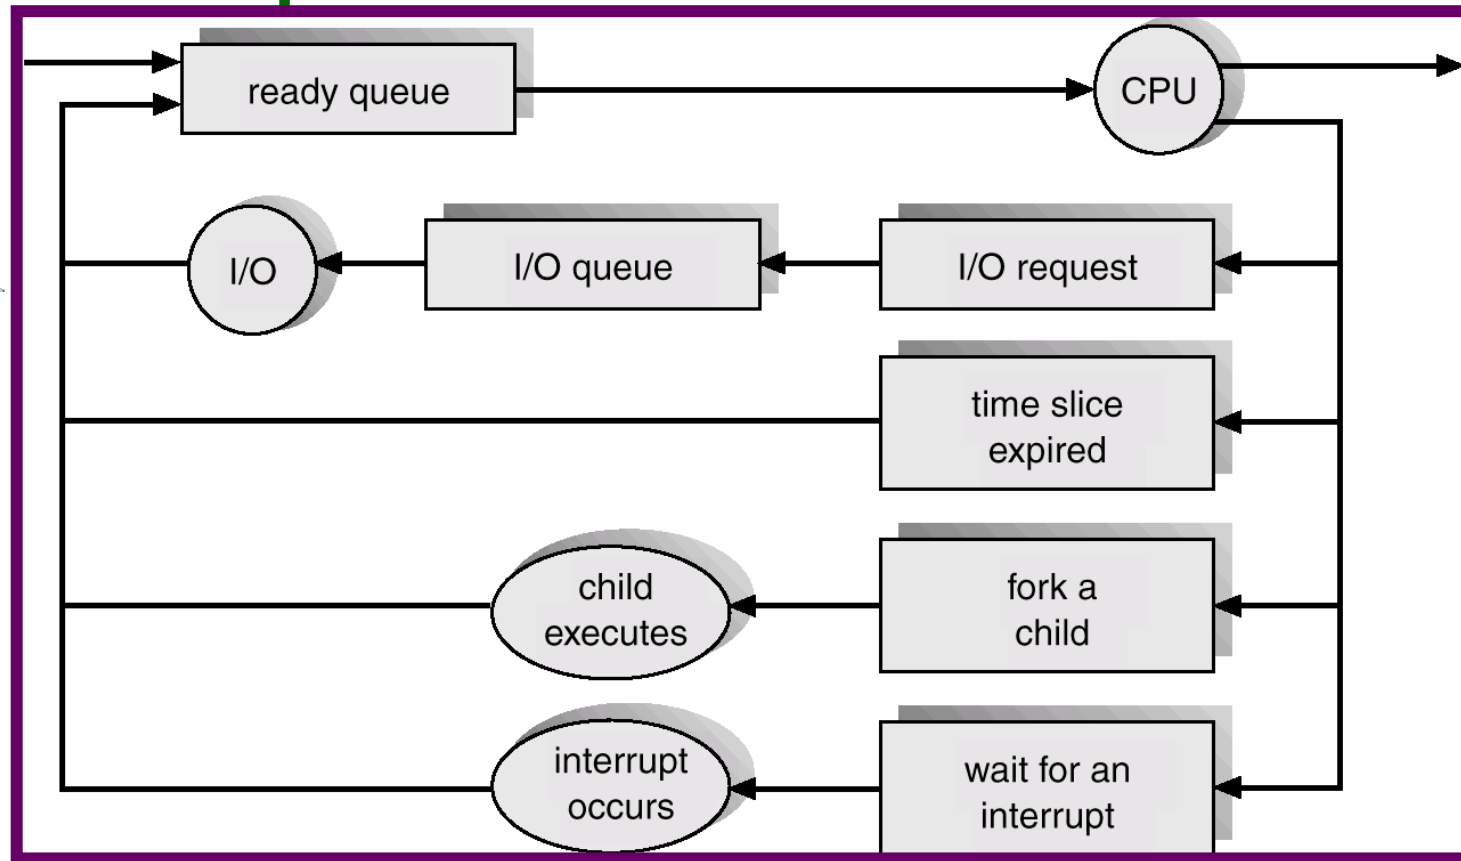 ready queue
CPU
I/O
I/O queue
I/O request
time slice
expired
child
executes
fork a
child
interrupt
occurs
wait for an
interrupt